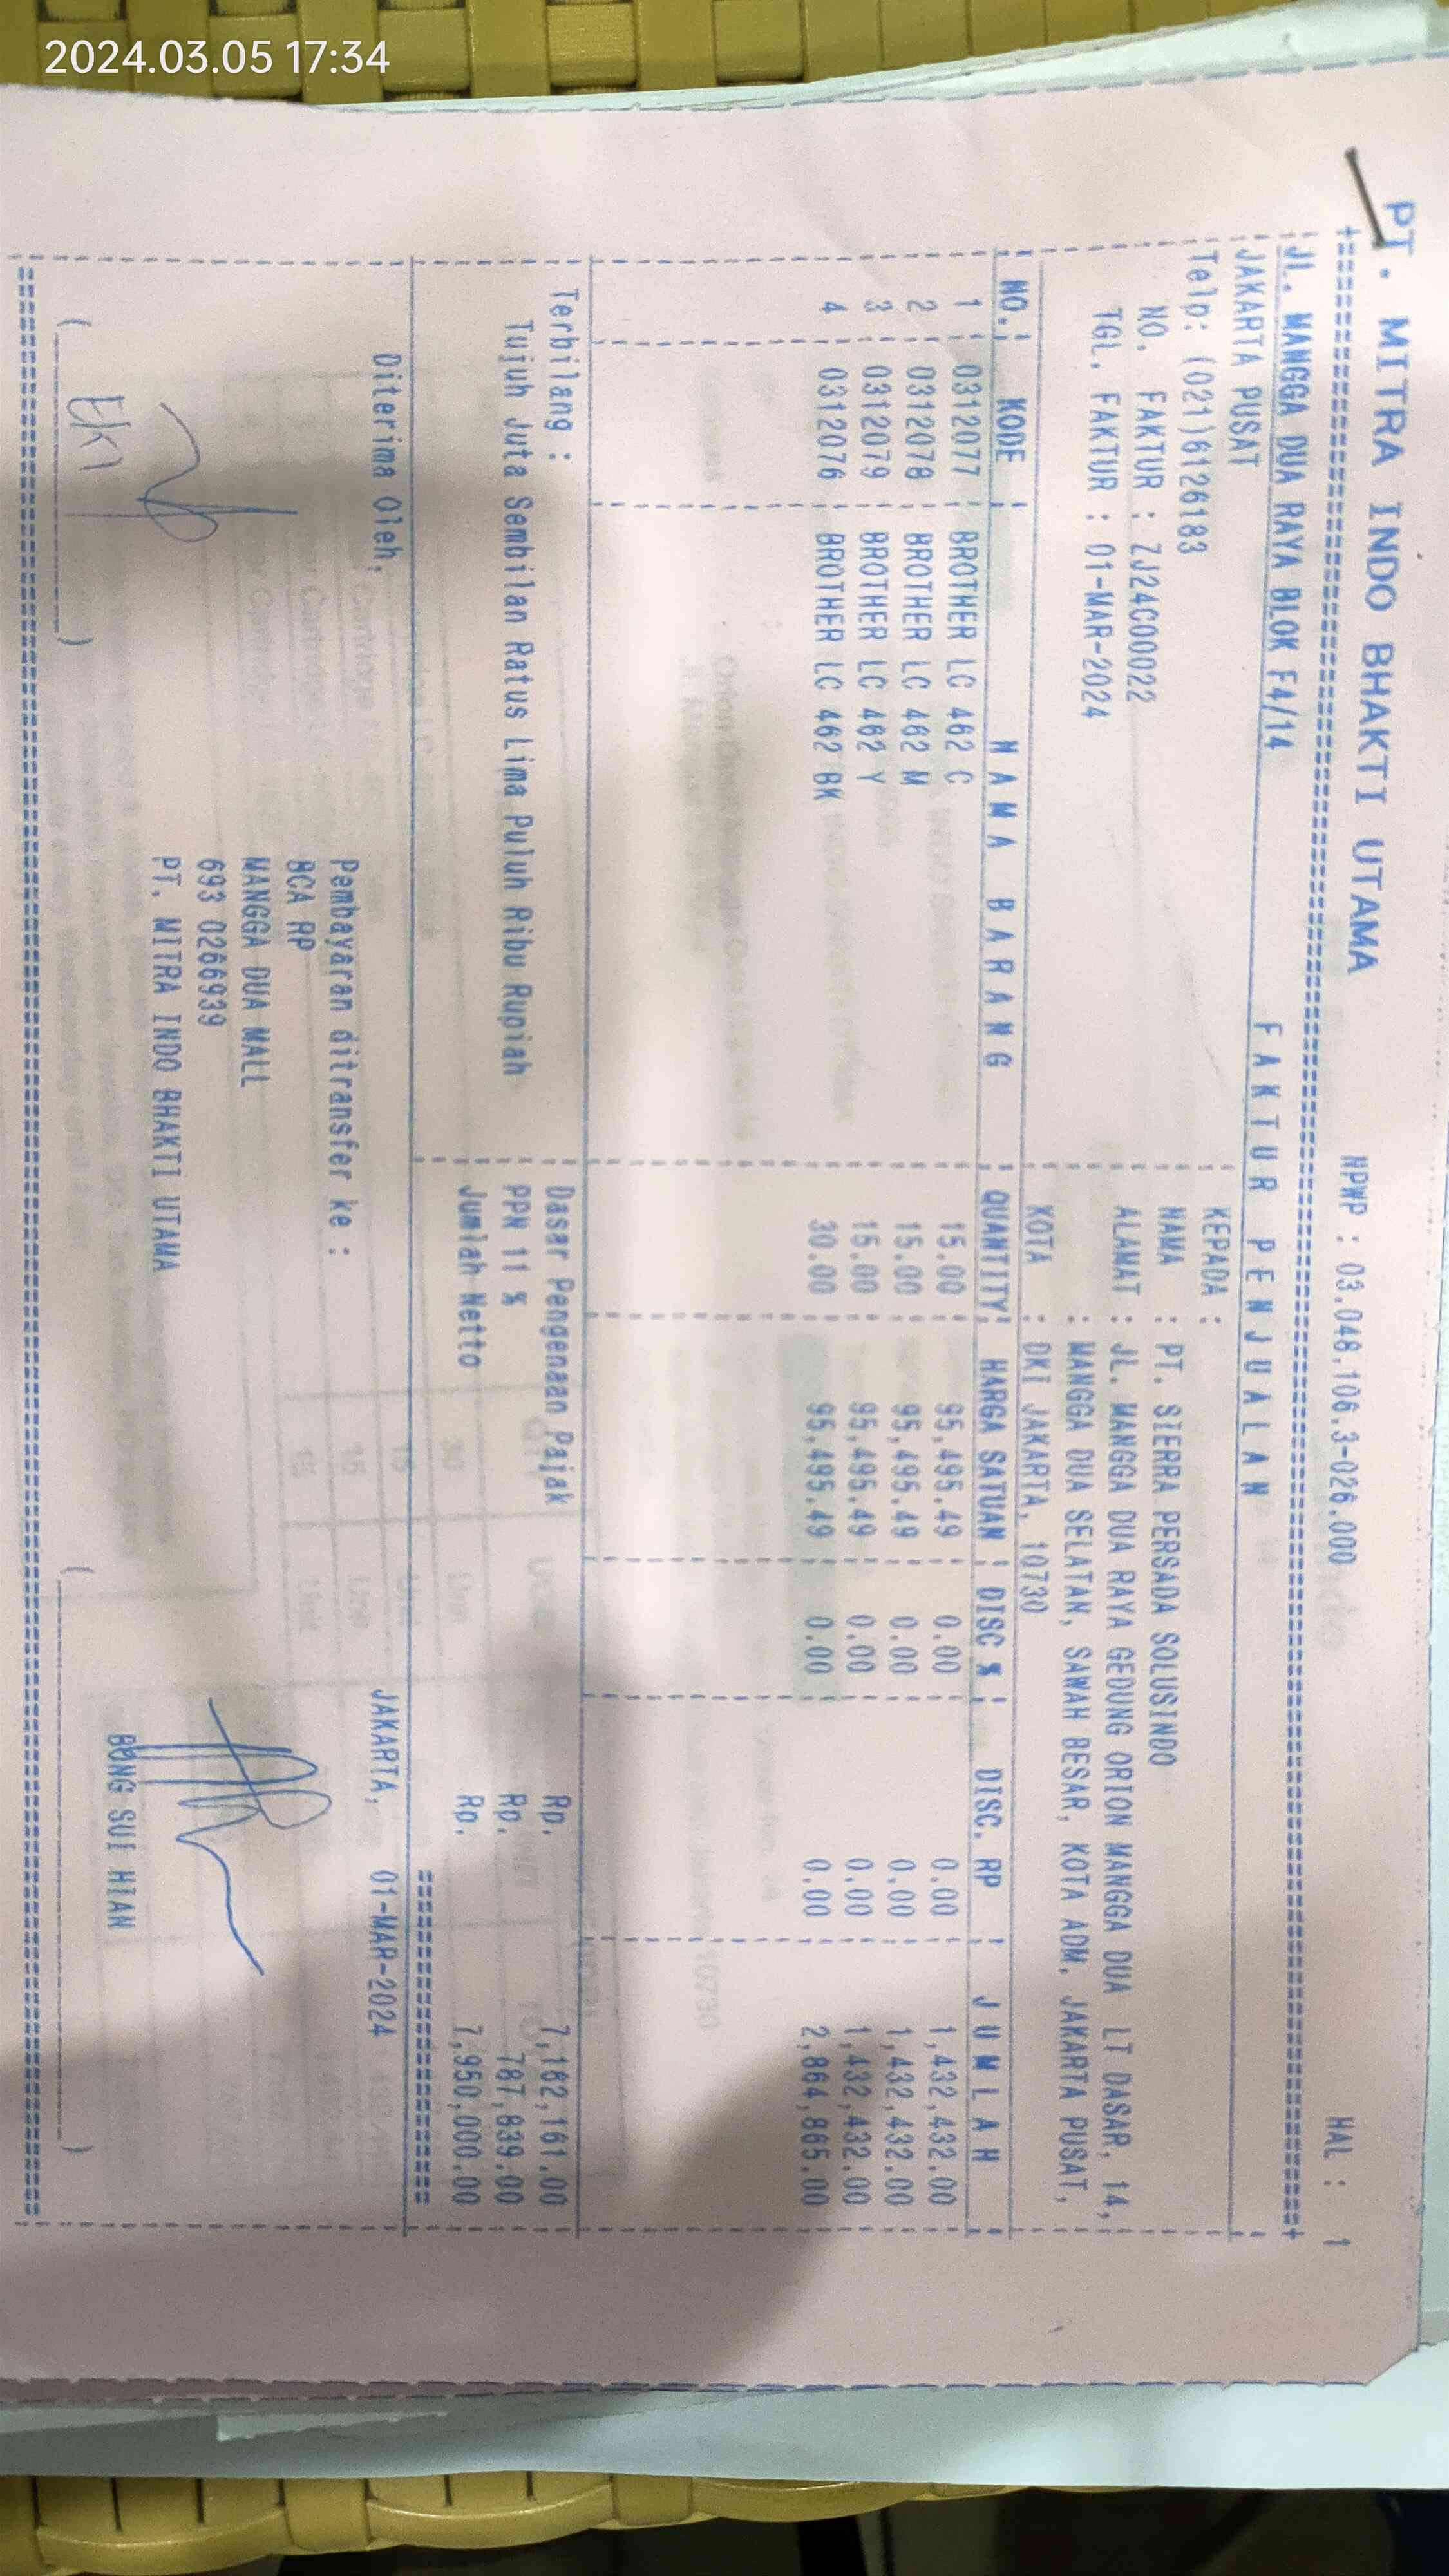 2024.03.05 17:34
PT. MITRA INDO BHAKTI UTAMA NPWP : 03.048.106.3-026.000 HAL : 1
JL. MANGGA DUA RAYA BLOK F4/14 FAKTUR PENJUALAN
JAKARTA PUSAT
Telp: (021)6126183 KEPADA :
NO. FAKTUR : ZJ24C00022 NAMA : PT. SIERRA PERSADA SOLUSINDO
TGL. FAKTUR : 01-MAR-2024 ALAMAT : JL. MANGGA DUA RAYA GEDUNG ORION MANGGA DUA LT DASAR, 14,
: MANGGA DUA SELATAN, SAWAH BESAR, KOTA ADM. JAKARTA PUSAT,
KOTA : DKI JAKARTA, 10730
NO. KODE NAMA BARANG QUANTITY HARGA SATUAN DISC % DISC. RP JUMLAH
1 0312077 BROTHER LC 462 C 15.00 95,495.49 0.00 0.00 1,432,432.00
2 0312078 BROTHER LC 462 M 15.00 95,495.49 0.00 0.00 1,432,432.00
3 0312079 BROTHER LC 462 Y 15.00 95,495.49 0.00 0.00 1,432,432.00
4 0312076 BROTHER LC 462 BK 30.00 95,495.49 0.00 0.00 2,864,865.00
Terbilang : Dasar Pengenaan Pajak Rp. 7,162,161.00
Tujuh Juta Sembilan Ratus Lima Puluh Ribu Rupiah PPN 11 % Rp. 787,839.00
Jumlah Netto Rp. 7,950,000.00
Diterima Oleh, JAKARTA, 01-MAR-2024
Pembayaran ditransfer ke :
BCA RP
MANGGA DUA MALL
693 0266939
PT. MITRA INDO BHAKTI UTAMA
BONG SUI HIAN